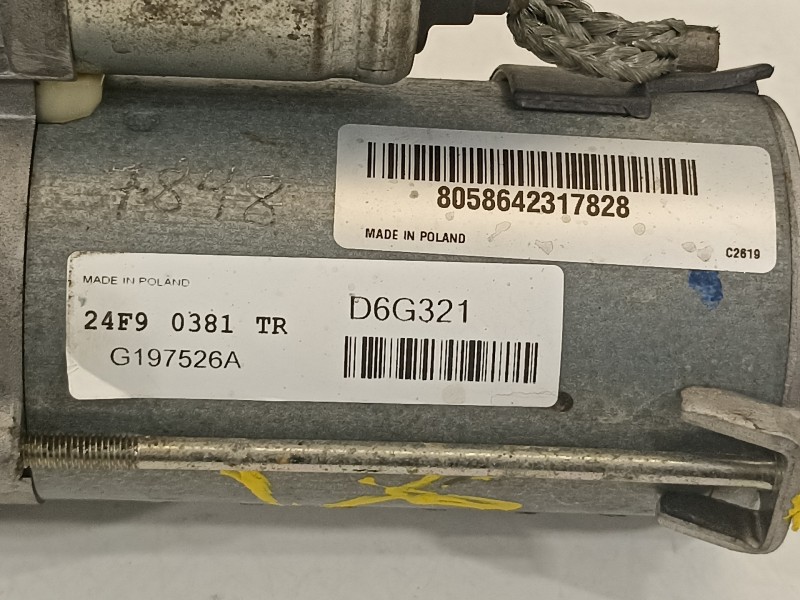 7848
8058642317828
MADE IN POLAND
C2619
MADE IN POLAND
24F9 0381 TR
D6G321
G197526A